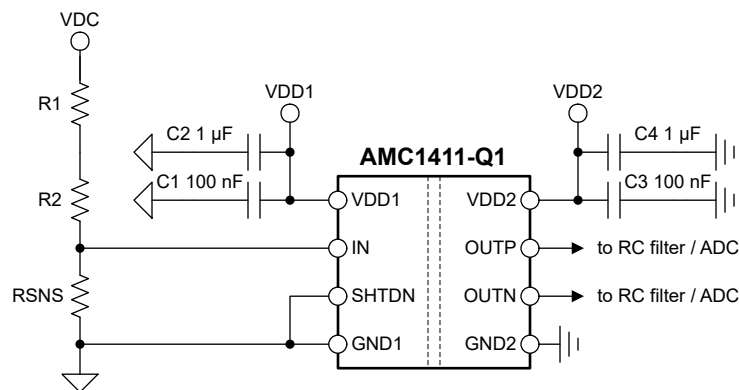 VDC
R1
R2
RSNS
VDD1
C2 1 µF
C1 100 nF
AMC1411-Q1
VDD1
IN
SHTDN
GND1
VDD2
OUTP
OUTN
GND2
VDD2
C4 1 µF
C3 100 nF
to RC filter / ADC
to RC filter / ADC